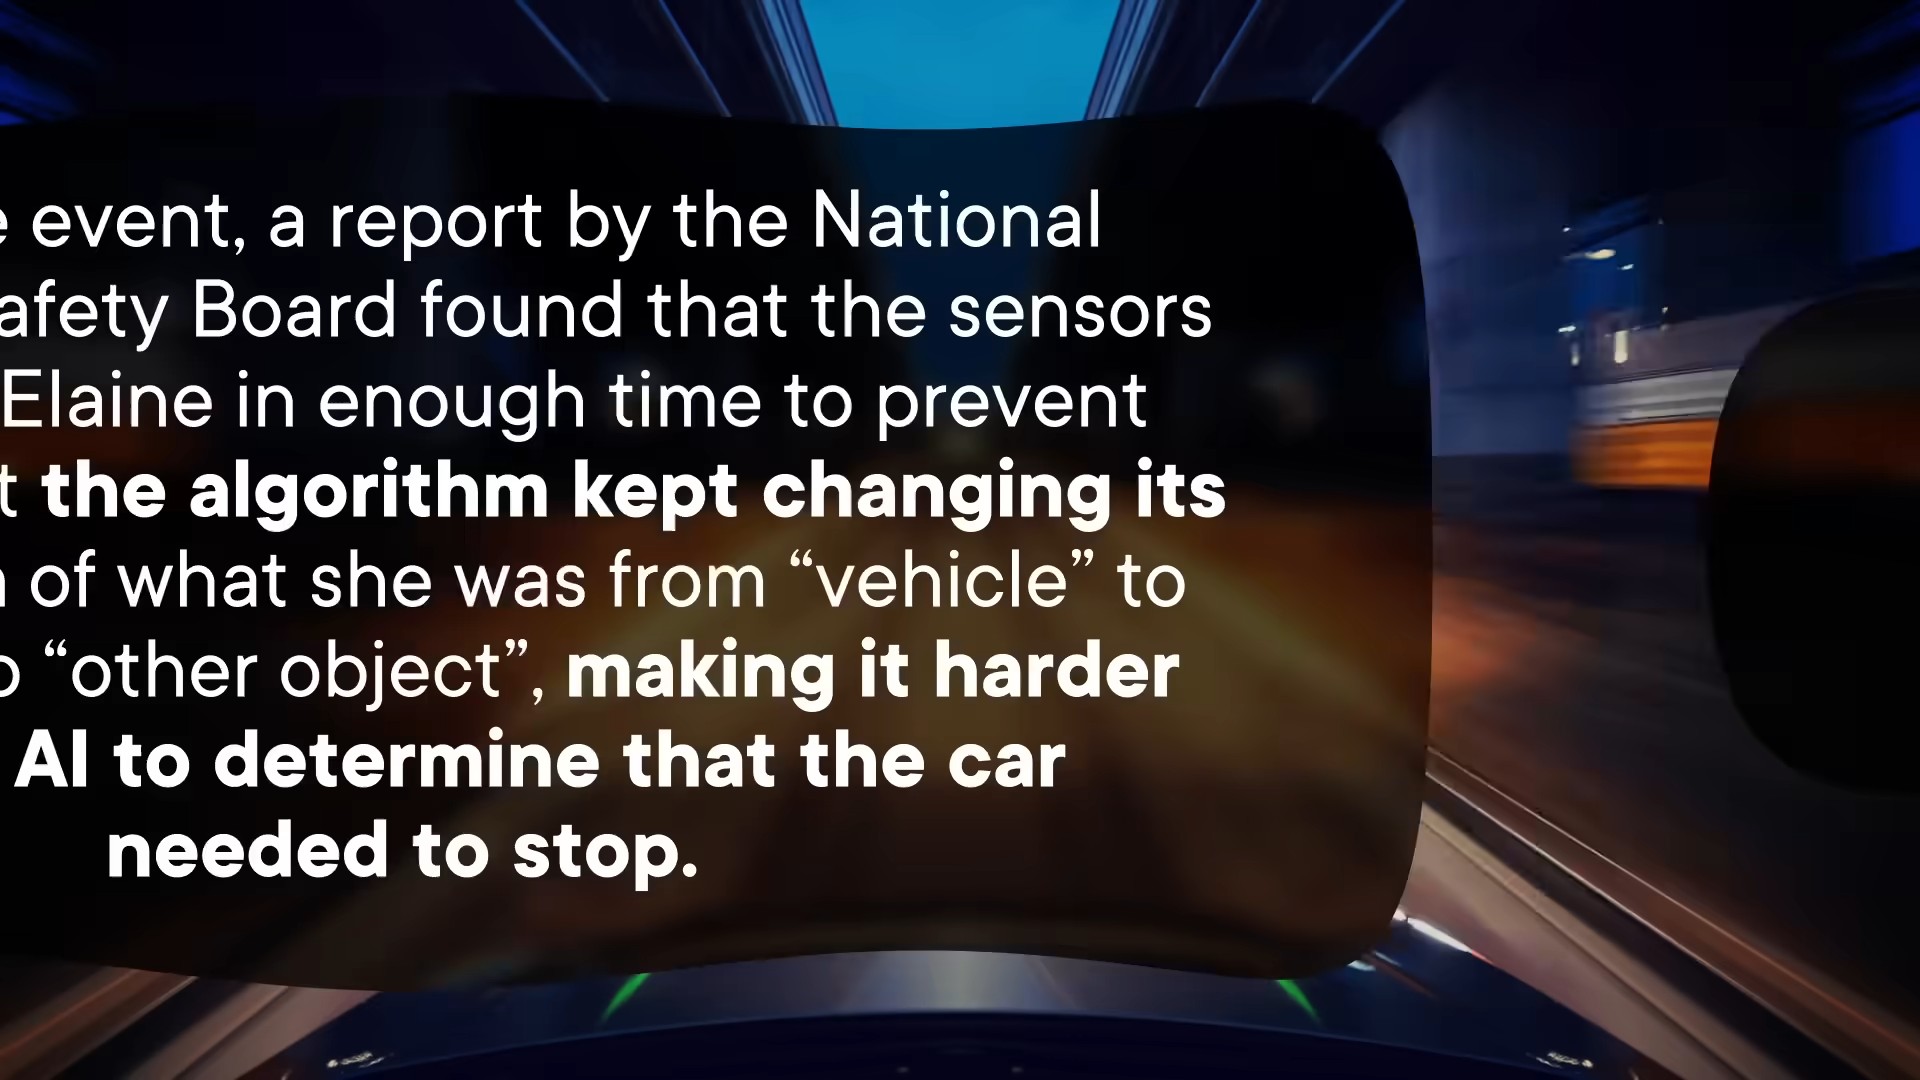 event, a report by the National
afety Board found that the sensors
Elaine in enough time to prevent
the algorithm kept changing its
of what she was from “vehicle” to
“other object”, making it harder
AI to determine that the car
needed to stop.